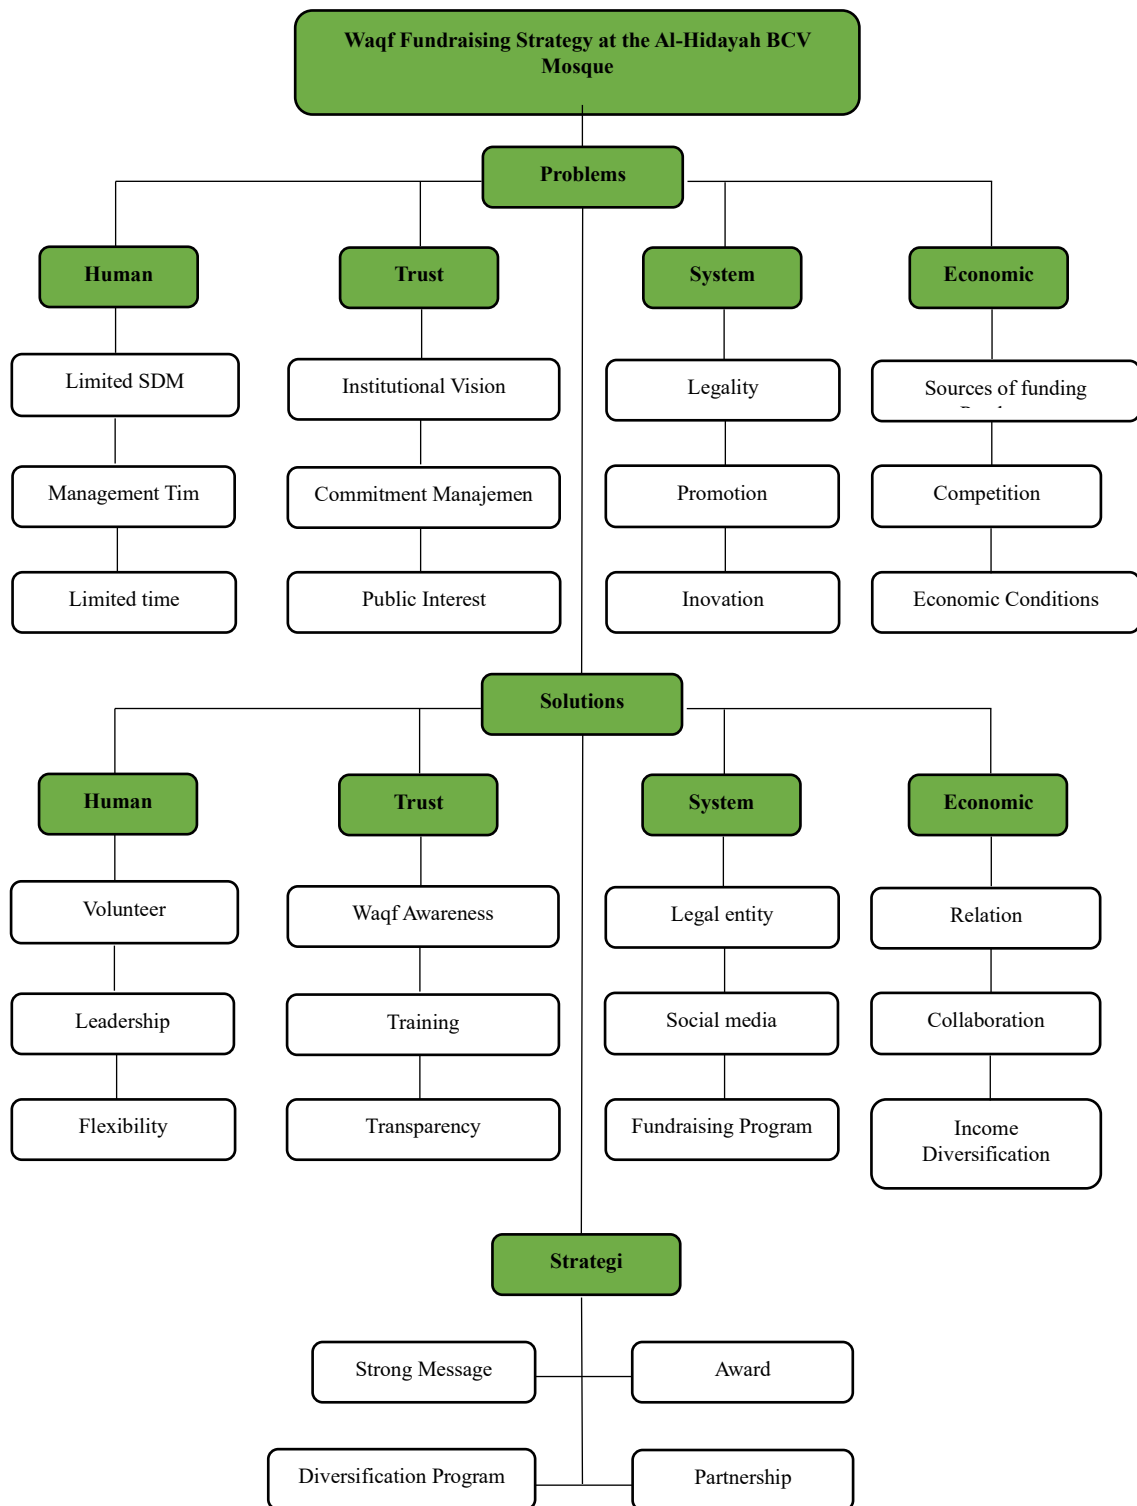 Waqf Fundraising Strategy at the Al-Hidayah BCV
Mosque
Problems
Human
Trust
System
Economic
Limited SDM
Institutional Vision
Legality
Sources of funding
Management Tim
Commitment Manajemen
Promotion
Competition
Limited time
Public Interest
Inovation
Economic Conditions
Solutions
Human
Trust
System
Economic
Volunteer
Waqf Awareness
Legal entity
Relation
Leadership
Training
Social media
Collaboration
Flexibility
Transparency
Fundraising Program
Income
Diversification
Strategi
Strong Message
Award
Diversification Program
Partnership